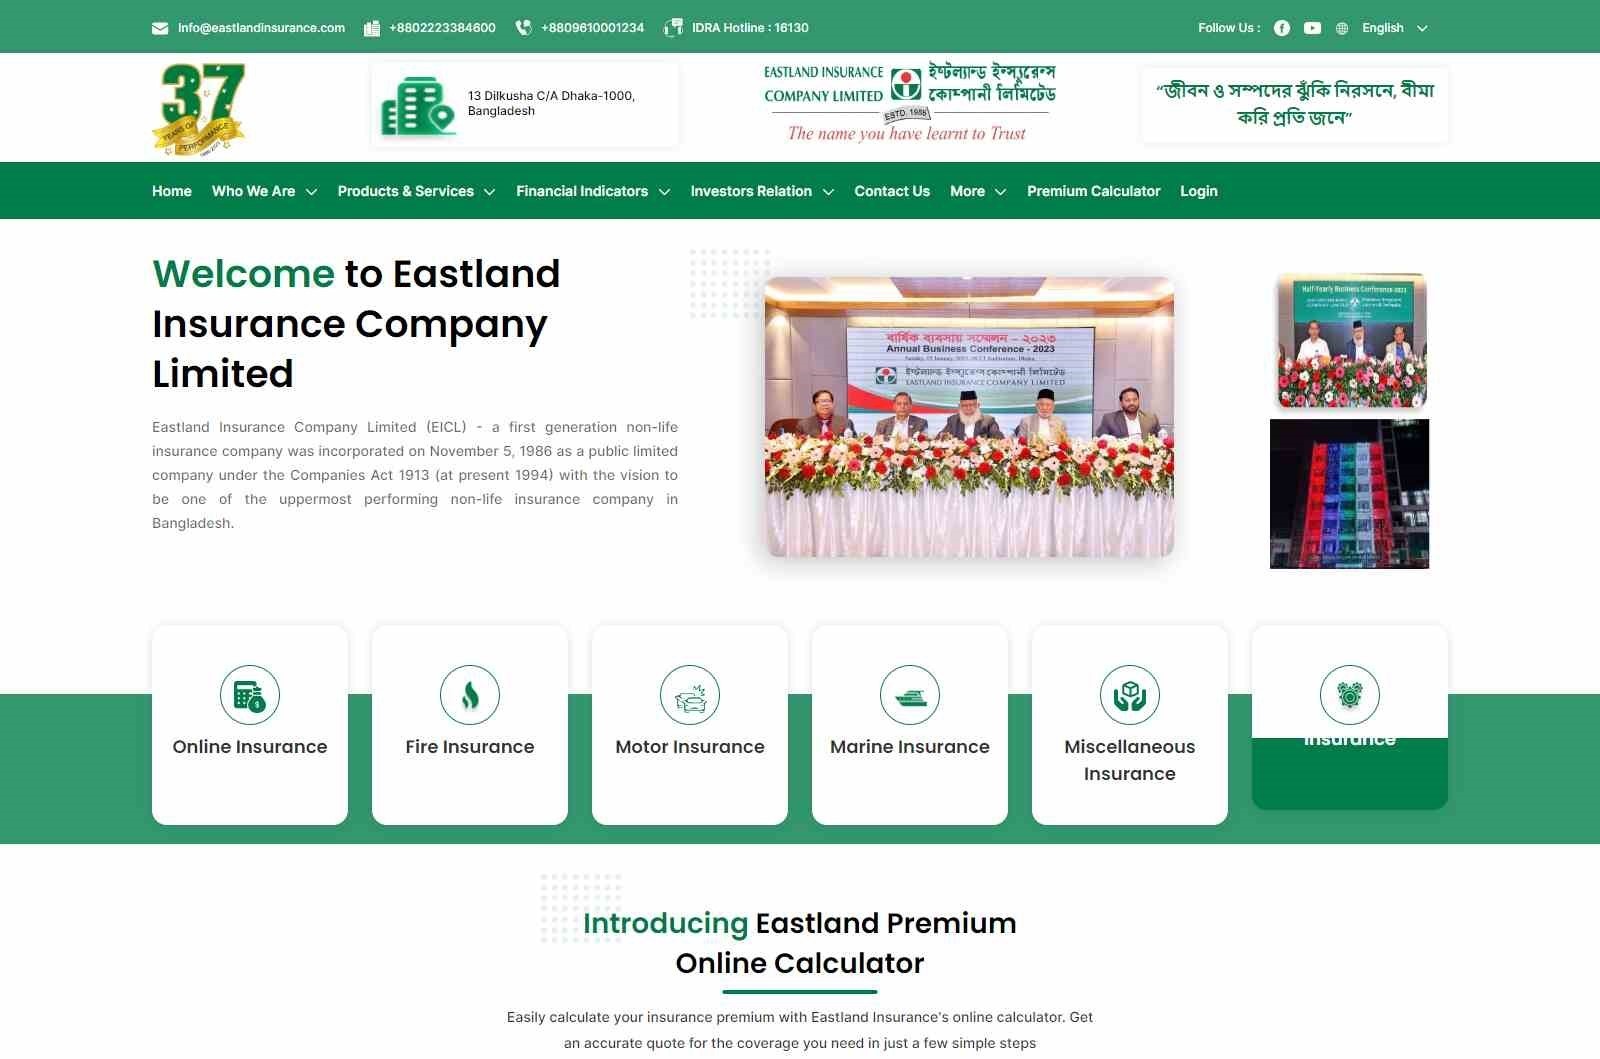 Info@eastlandinsurance.com +8802223384600 +8809610001234 IDRA Hotline : 16130 Follow Us : English
37
YEARS OF
PERFORMANCE
13 Dilkusha C/A Dhaka-1000,
Bangladesh
EASTLAND INSURANCE
COMPANY LIMITED
ইষ্টল্যান্ড ইন্স্যুরেন্স
কোম্পানী লিমিটেড
ESTD. 1986
The name you have learnt to Trust
“জীবন ও সম্পদের ঝুঁকি নিরসনে, বীমা
করি প্রতি জনে”
Home Who We Are Products & Services Financial Indicators Investors Relation Contact Us More Premium Calculator Login
Welcome to Eastland
Insurance Company
Limited
Eastland Insurance Company Limited (EICL) - a first generation non-life
insurance company was incorporated on November 5, 1986 as a public limited
company under the Companies Act 1913 (at present 1994) with the vision to
be one of the uppermost performing non-life insurance company in
Bangladesh.
বার্ষিক ব্যবসায় সম্মেলন - ২০২৩
Annual Business Conference - 2023
ইষ্টল্যান্ড ইন্স্যুরেন্স কোম্পানী লিমিটেড
EASTLAND INSURANCE COMPANY LIMITED
Half-Yearly Business Conference-2023
Online Insurance
Fire Insurance
Motor Insurance
Marine Insurance
Miscellaneous
Insurance
Insurance
Introducing Eastland Premium
Online Calculator
Easily calculate your insurance premium with Eastland Insurance's online calculator. Get
an accurate quote for the coverage you need in just a few simple steps